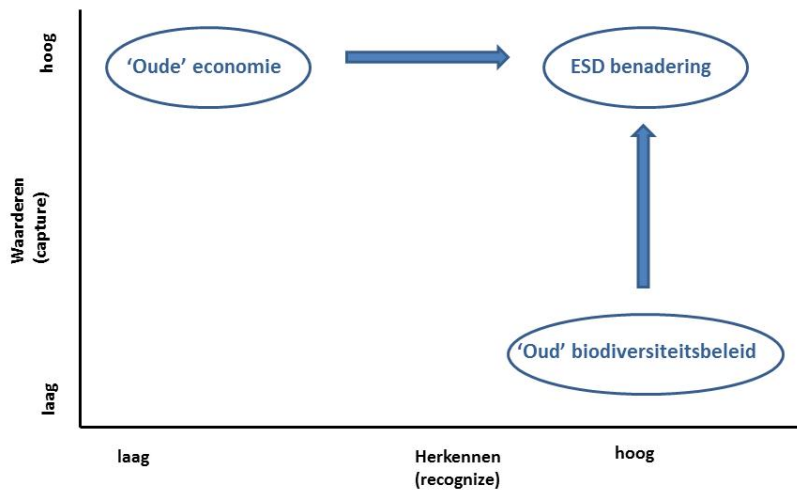 hoog
‘Oude’ economie
ESD benadering
Waarderen
(capture)
‘Oud’ biodiversiteitsbeleid
laag
laag
Herkennen
(recognize)
hoog